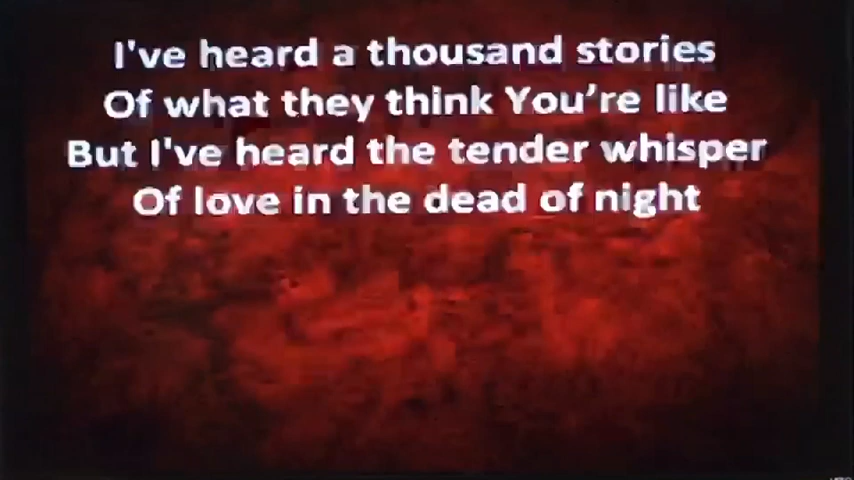 I've heard a thousand stories
Of what they think You’re like
But I've heard the tender whisper
Of love in the dead of night